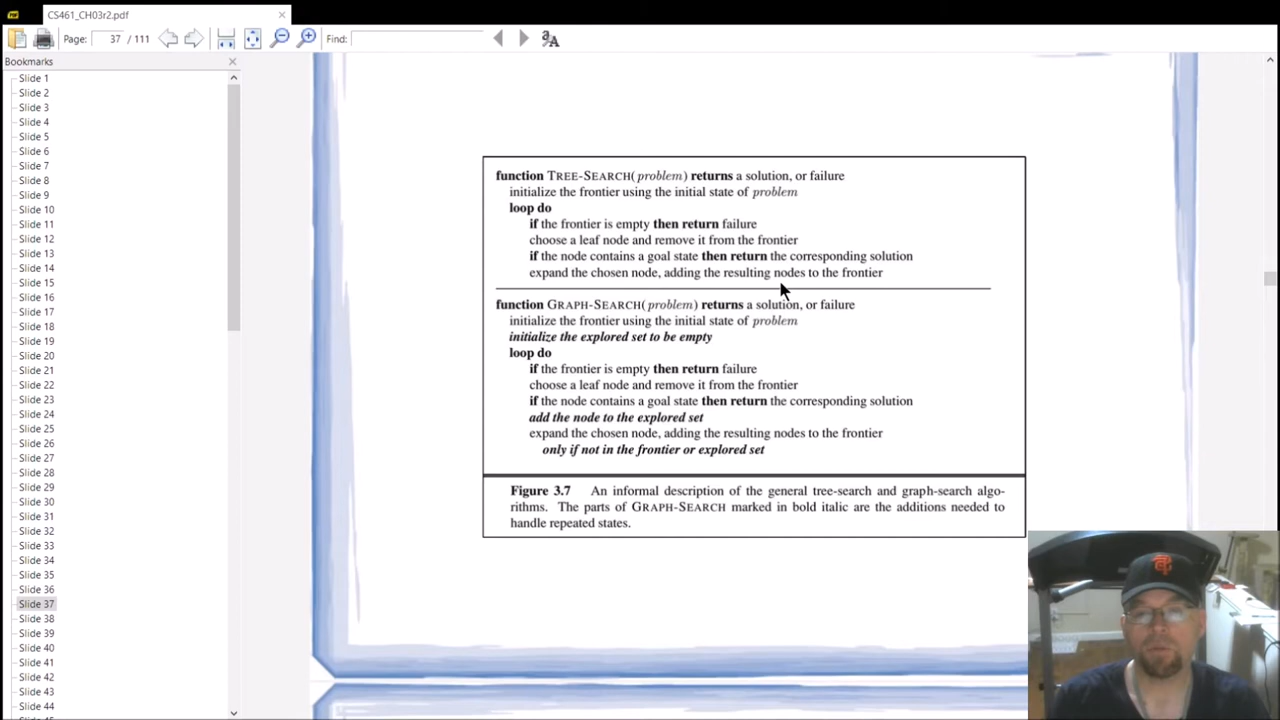 CS461_CH03r2.pdf
Page: 37 / 111 Find:
Bookmarks
Slide 1
Slide 2
Slide 3
Slide 4
Slide 5
Slide 6
Slide 7
Slide 8
Slide 9
Slide 10
Slide 11
Slide 12
Slide 13
Slide 14
Slide 15
Slide 16
Slide 17
Slide 18
Slide 19
Slide 20
Slide 21
Slide 22
Slide 23
Slide 24
Slide 25
Slide 26
Slide 27
Slide 28
Slide 29
Slide 30
Slide 31
Slide 32
Slide 33
Slide 34
Slide 35
Slide 36
Slide 37
Slide 38
Slide 39
Slide 40
Slide 41
Slide 42
Slide 43
Slide 44
function TREE-SEARCH(problem) returns a solution, or failure
initialize the frontier using the initial state of problem
loop do
if the frontier is empty then return failure
choose a leaf node and remove it from the frontier
if the node contains a goal state then return the corresponding solution
expand the chosen node, adding the resulting nodes to the frontier
function GRAPH-SEARCH(problem) returns a solution, or failure
initialize the frontier using the initial state of problem
initialize the explored set to be empty
loop do
if the frontier is empty then return failure
choose a leaf node and remove it from the frontier
if the node contains a goal state then return the corresponding solution
add the node to the explored set
expand the chosen node, adding the resulting nodes to the frontier
only if not in the frontier or explored set
Figure 3.7 An informal description of the general tree-search and graph-search algo-
rithms. The parts of GRAPH-SEARCH marked in bold italic are the additions needed to
handle repeated states.